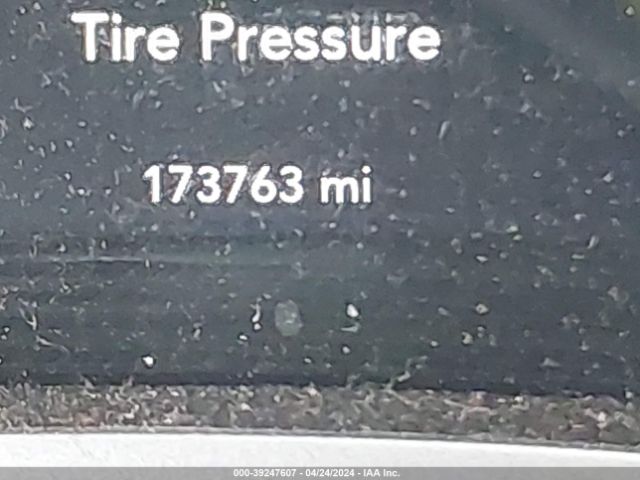 Tire Pressure
173763 mi
000-39247607 - 04/24/2024 - IAA Inc.